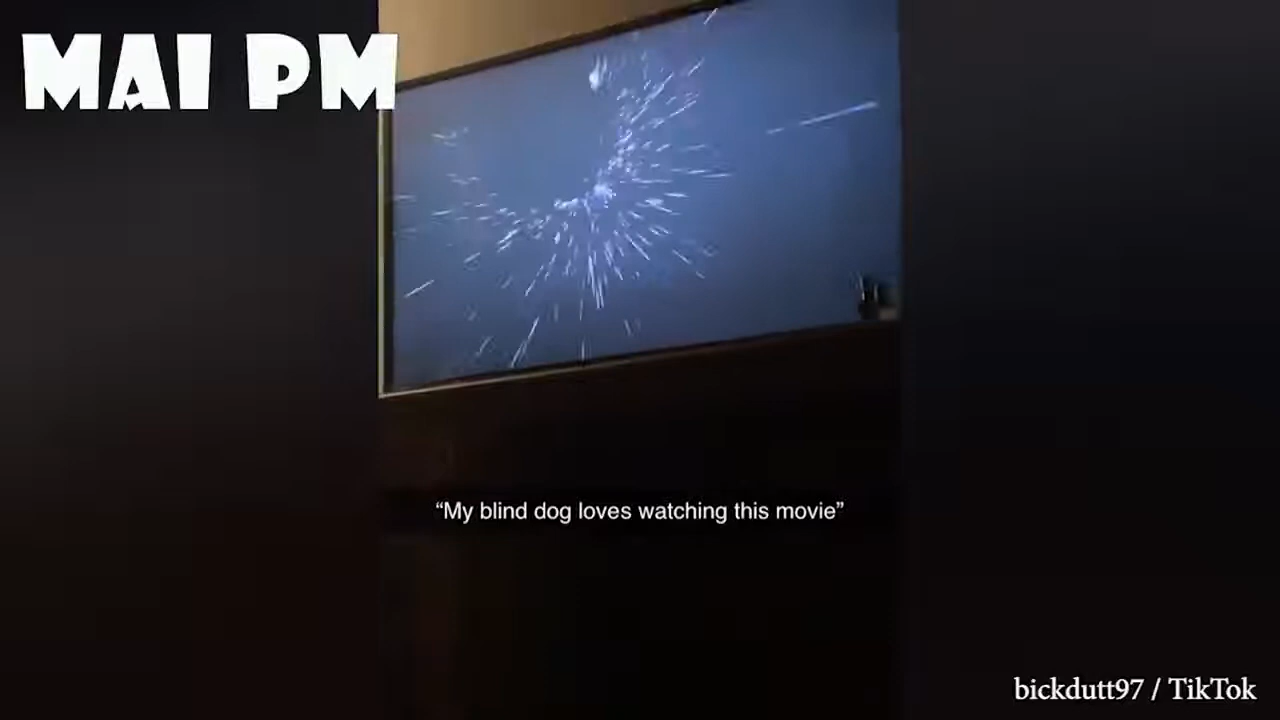 MAI PM
“My blind dog loves watching this movie”
bickdutt97 / TikTok